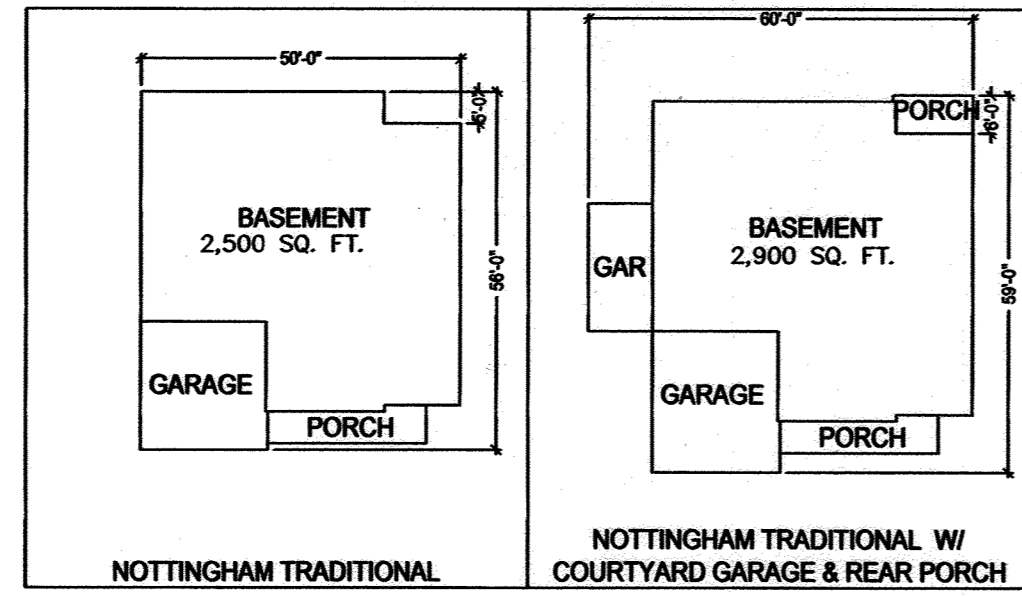 50'-0"
5'-0"
BASEMENT
2,500 SQ. FT.
56'-0"
GARAGE
PORCH
NOTTINGHAM TRADITIONAL
60'-0"
PORCH
6'-0"
BASEMENT
2,900 SQ. FT.
GAR
59'-0"
GARAGE
PORCH
NOTTINGHAM TRADITIONAL W/
COURTYARD GARAGE & REAR PORCH